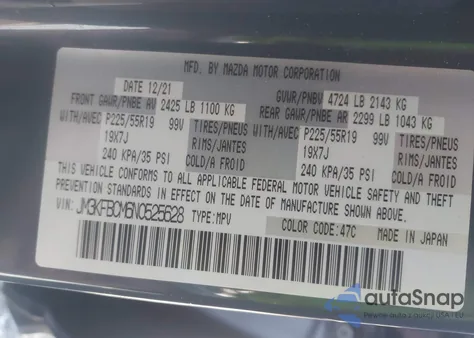 MFD. BY MAZDA MOTOR CORPORATION
DATE 12/21 GVWR/PNBV 4724 LB 2143 KG
FRONT GAWR/PNBE AV 2425 LB 1100 KG REAR GAWR/PNBE AR 2299 LB 1043 KG
WITH/AVEC P225/55R19 99V TIRES/PNEUS WITH/AVEC P225/55R19 99V TIRES/PNEUS
19X7J RIMS/JANTES 19X7J RIMS/JANTES
240 KPA/35 PSI COLD/A FROID 240 KPA/35 PSI COLD/A FROID
THIS VEHICLE CONFORMS TO ALL APPLICABLE FEDERAL MOTOR VEHICLE SAFETY AND THEFT
PREVENTION STANDARDS IN EFFECT ON THE DATE OF MANUFACTURE SHOWN ABOVE.
VIN: JM3KFBCM6N0525628 TYPE: MPV COLOR CODE: 47C MADE IN JAPAN
autoSnap